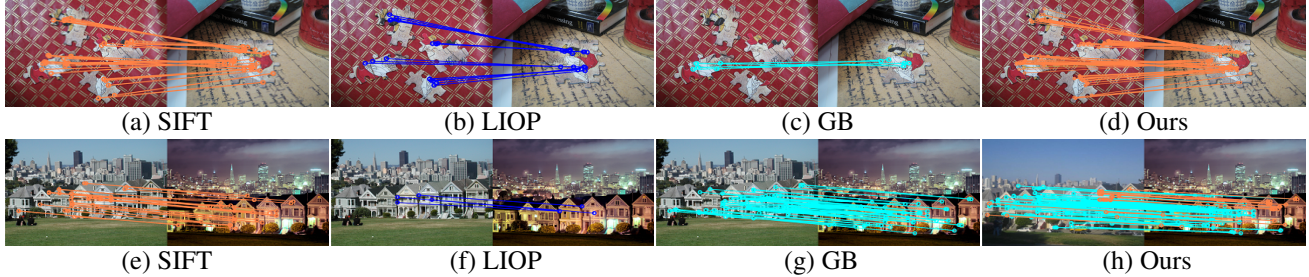 (a) SIFT
(b) LIOP
(c) GB
(d) Ours
(e) SIFT
(f) LIOP
(g) GB
(h) Ours